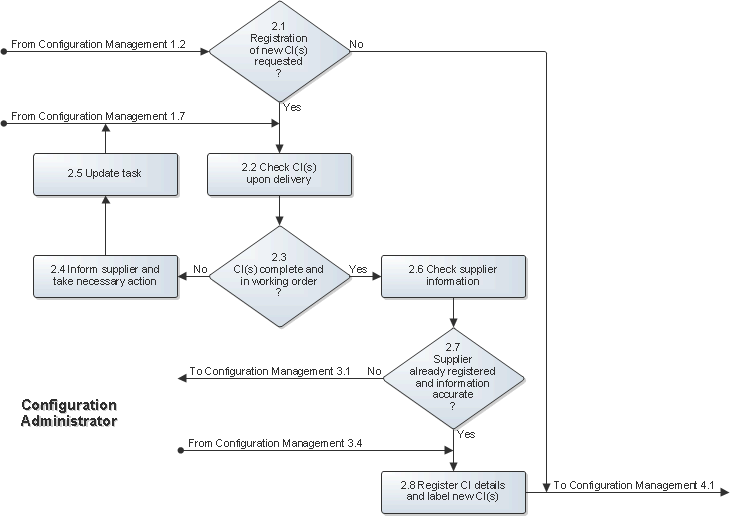 2.1
Registration
of new CI(s)
requested
?
From Configuration Management 1.2
No
Yes
From Configuration Management 1.7
2.5 Update task
2.2 Check CI(s)
upon delivery
2.3
CI(s) complete and
in working order
?
No
Yes
2.4 Inform supplier and
take necessary action
2.6 Check supplier
information
2.7
Supplier
already registered
and information
accurate
?
To Configuration Management 3.1
No
Configuration
Administrator
Yes
From Configuration Management 3.4
2.8 Register CI details
and label new CI(s)
To Configuration Management 4.1